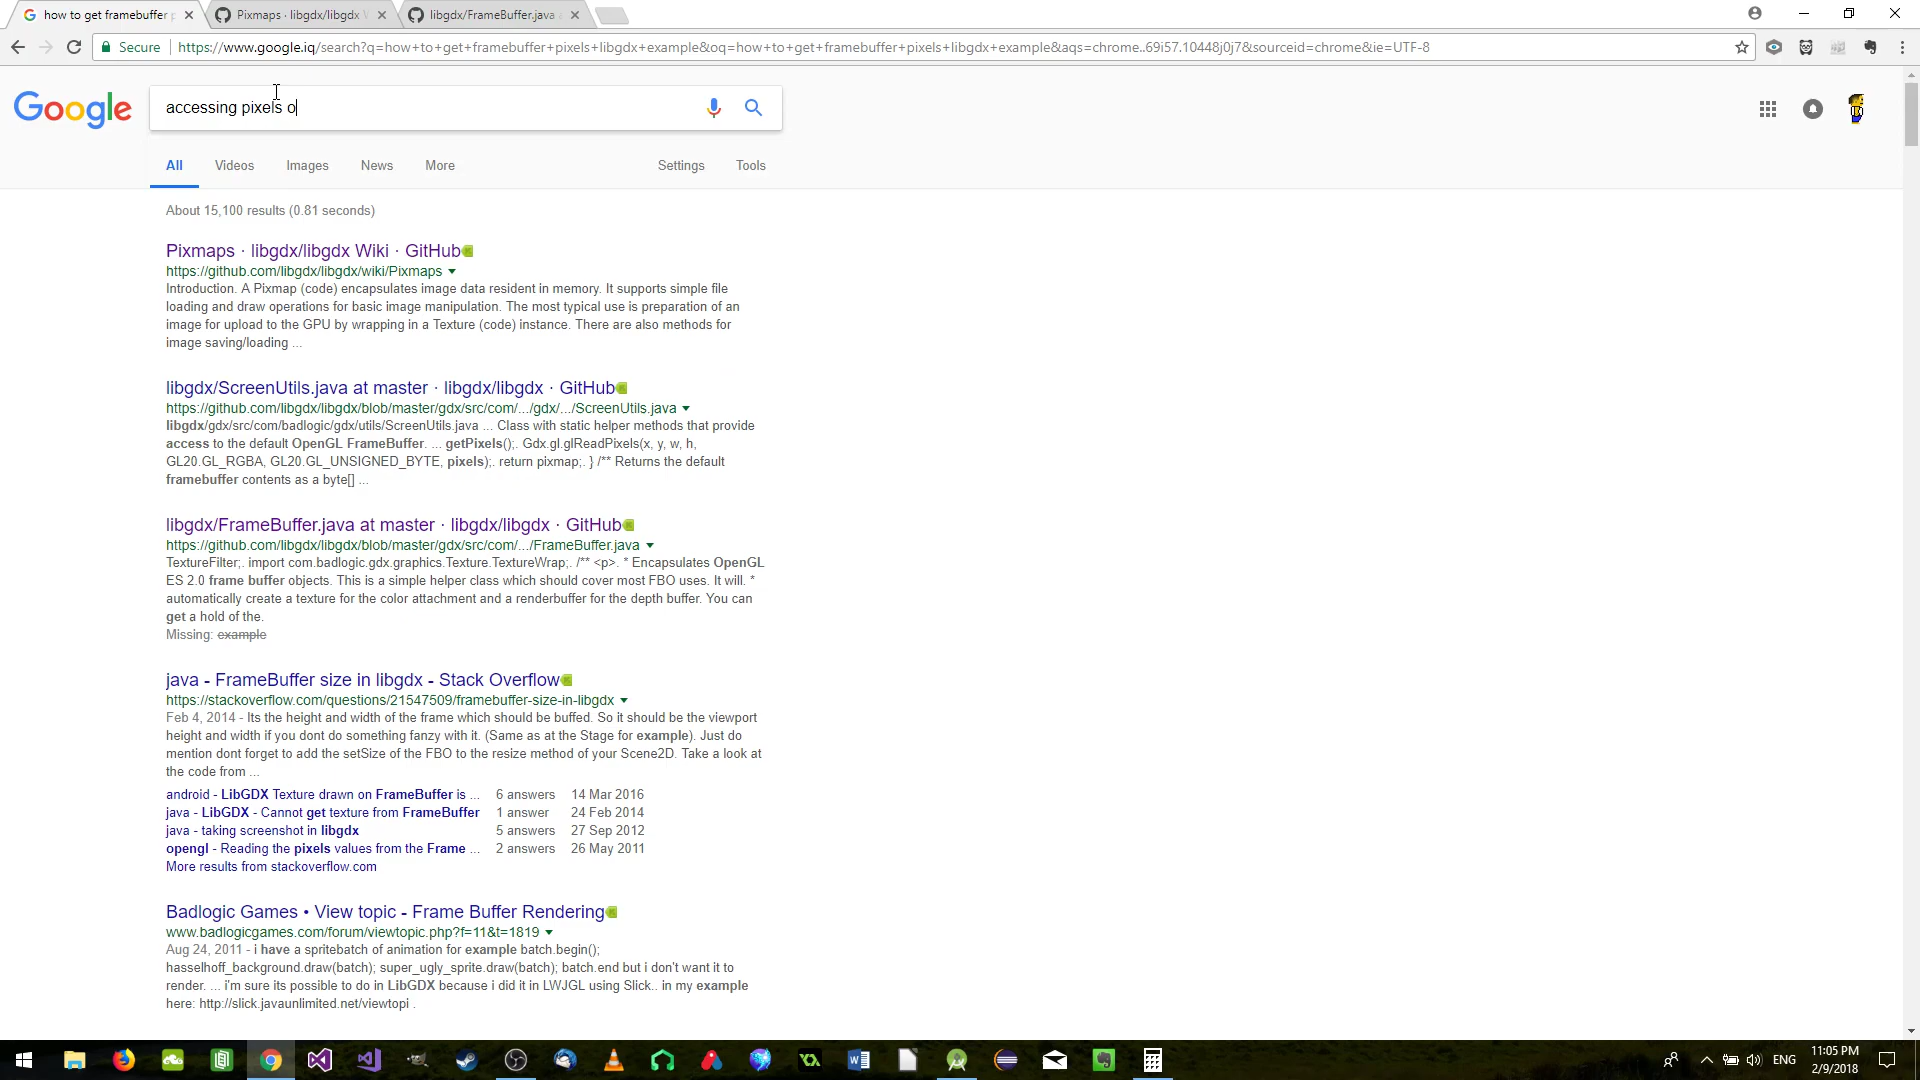 how to get framebuffer p
Pixmaps · libgdx/libgdx W
libgdx/FrameBuffer.java a
Secure
https://www.google.iq/search?q=how+to+get+framebuffer+pixels+libgdx+example&oq=how+to+get+framebuffer+pixels+libgdx+example&aqs=chrome..69i57.10448j0j7&sourceid=chrome&ie=UTF-8
Google
accessing pixels o
All Videos Images News More Settings Tools
About 15,100 results (0.81 seconds)
Pixmaps · libgdx/libgdx Wiki · GitHub
https://github.com/libgdx/libgdx/wiki/Pixmaps
Introduction. A Pixmap (code) encapsulates image data resident in memory. It supports simple file
loading and draw operations for basic image manipulation. The most typical use is preparation of an
image for upload to the GPU by wrapping in a Texture (code) instance. There are also methods for
image saving/loading ...
libgdx/ScreenUtils.java at master · libgdx/libgdx · GitHub
https://github.com/libgdx/libgdx/blob/master/gdx/src/com/.../gdx/.../ScreenUtils.java
libgdx/gdx/src/com/badlogic/gdx/utils/ScreenUtils.java ... Class with static helper methods that provide
access to the default OpenGL FrameBuffer. ... getPixels();. Gdx.gl.glReadPixels(x, y, w, h,
GL20.GL_RGBA, GL20.GL_UNSIGNED_BYTE, pixels);. return pixmap;. } /** Returns the default
framebuffer contents as a byte[] ...
libgdx/FrameBuffer.java at master · libgdx/libgdx · GitHub
https://github.com/libgdx/libgdx/blob/master/gdx/src/com/.../FrameBuffer.java
TextureFilter;. import com.badlogic.gdx.graphics.Texture.TextureWrap;. /** <p>. * Encapsulates OpenGL
ES 2.0 frame buffer objects. This is a simple helper class which should cover most FBO uses. It will. *
automatically create a texture for the color attachment and a renderbuffer for the depth buffer. You can
get a hold of the.
Missing: example
java - FrameBuffer size in libgdx - Stack Overflow
https://stackoverflow.com/questions/21547509/framebuffer-size-in-libgdx
Feb 4, 2014 - Its the height and width of the frame which should be buffed. So it should be the viewport
height and width if you dont do something fanzy with it. (Same as at the Stage for example). Just do
mention dont forget to add the setSize of the FBO to the resize method of your Scene2D. Take a look at
the code from ...
android - LibGDX Texture drawn on FrameBuffer is ... 6 answers 14 Mar 2016
java - LibGDX - Cannot get texture from FrameBuffer 1 answer 24 Feb 2014
java - taking screenshot in libgdx 5 answers 27 Sep 2012
opengl - Reading the pixels values from the Frame ... 2 answers 26 May 2011
More results from stackoverflow.com
Badlogic Games • View topic - Frame Buffer Rendering
www.badlogicgames.com/forum/viewtopic.php?f=11&t=1819
Aug 24, 2011 - i have a spritebatch of animation for example batch.begin();
hasselhoff_background.draw(batch); super_ugly_sprite.draw(batch); batch.end but i don't want it to
render. ... i'm sure its possible to do in LibGDX because i did it in LWJGL using Slick.. in my example
here: http://slick.javaunlimited.net/viewtopi .
ENG
11:05 PM
2/9/2018